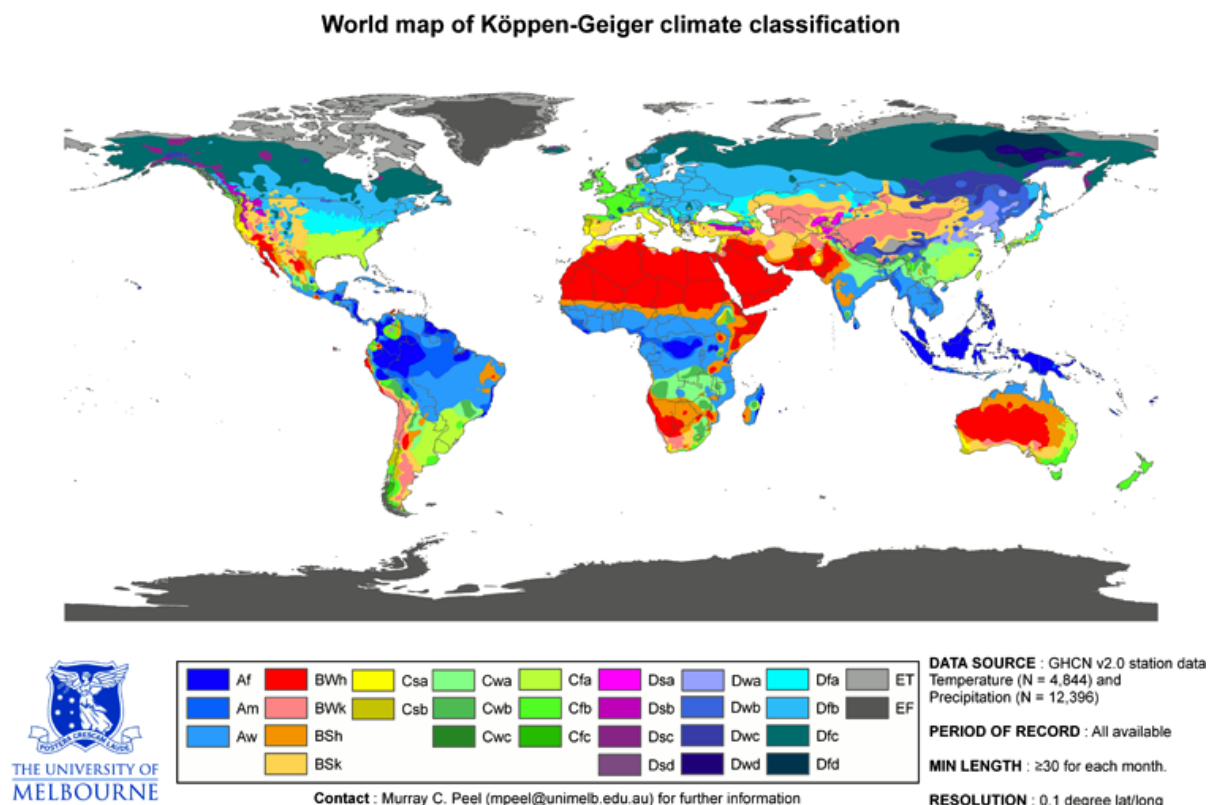 World map of Köppen-Geiger climate classification
Af BWh Csa Cwa Cfa Dsa Dwa Dfa ET
Am BWk Csb Cwb Cfb Dsb Dwb Dfb EF
Aw BSh Cwc Cfc Dsc Dwc Dfc
BSk Dsd Dwd Dfd
Contact : Murray C. Peel (mpeel@unimelb.edu.au) for further information
DATA SOURCE : GHCN v2.0 station data
Temperature (N = 4,844) and
Precipitation (N = 12,396)
PERIOD OF RECORD : All available
MIN LENGTH : ≥30 for each month.
RESOLUTION : 0.1 degree lat/long
POSTERA CRESCAM LAUDE
THE UNIVERSITY OF
MELBOURNE